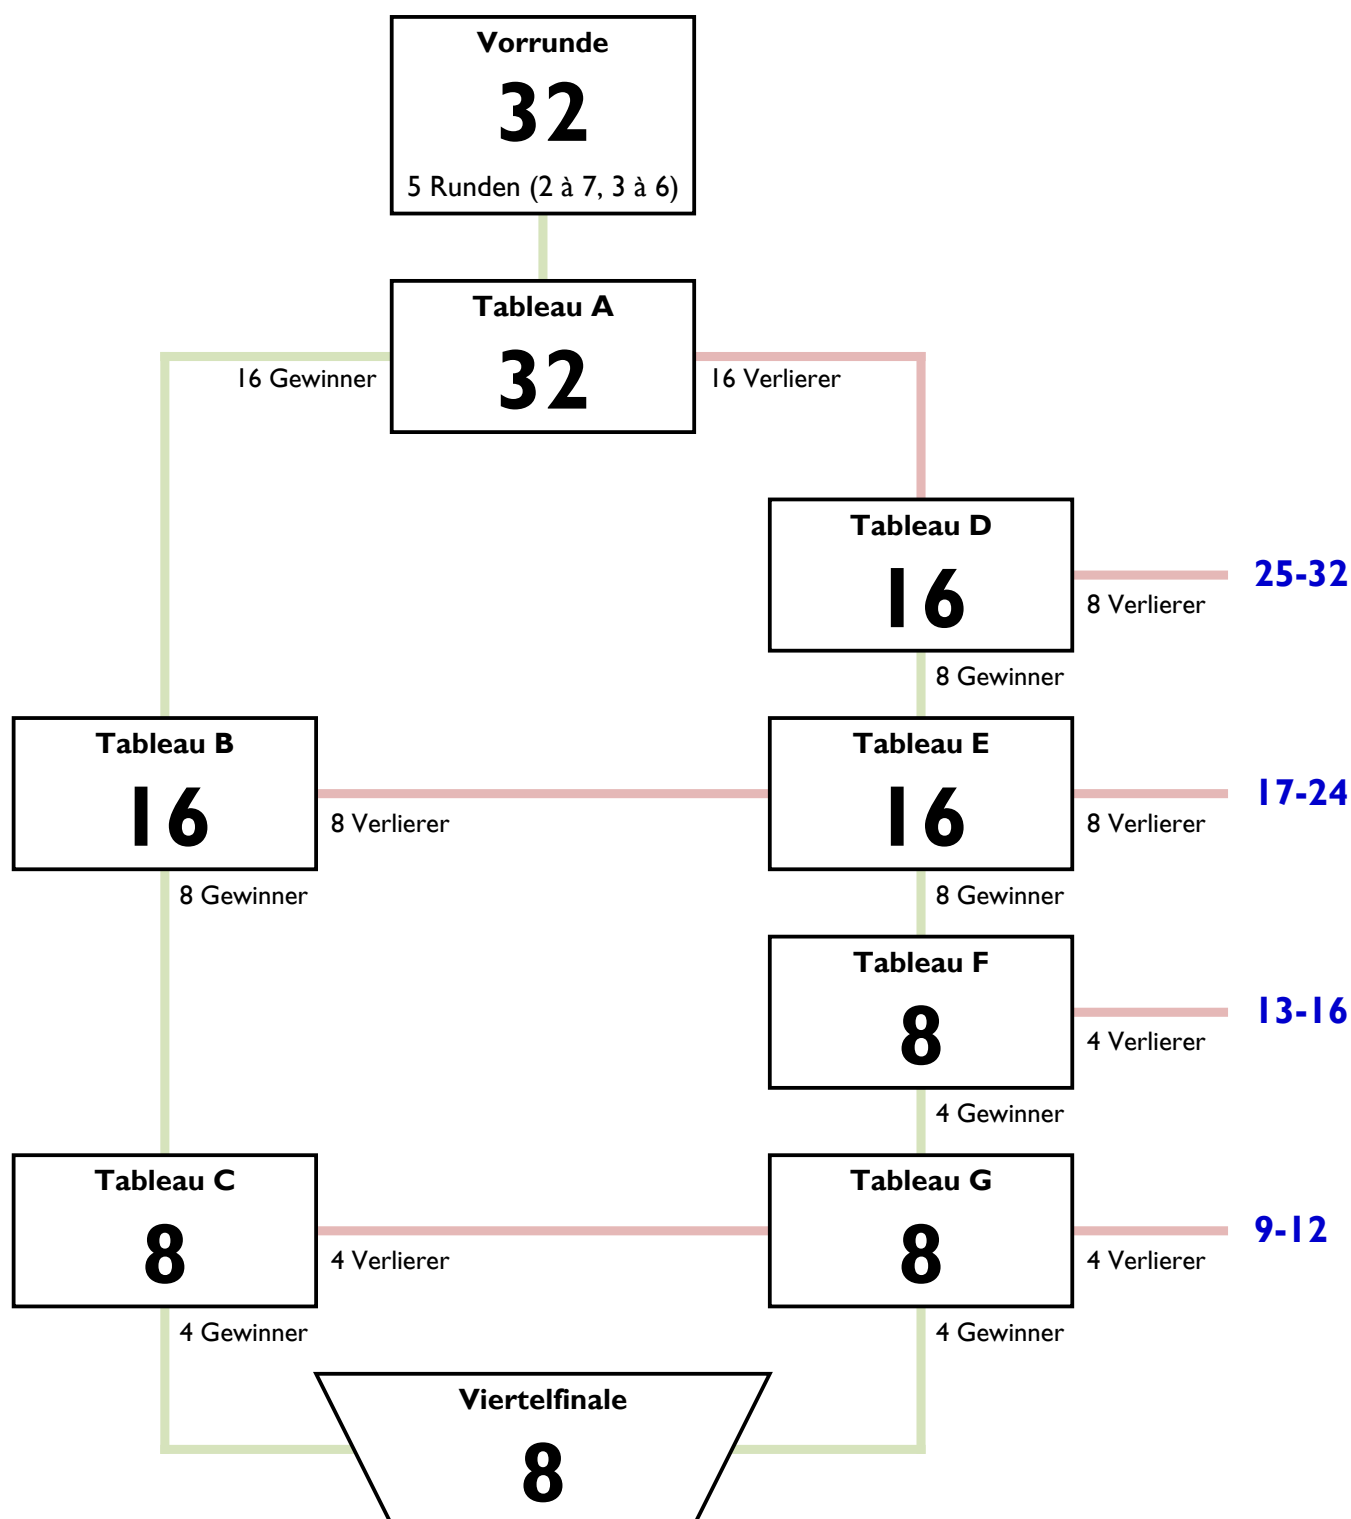 Vorrunde
32
5 Runden (2 à 7, 3 à 6)
Tableau A
32
16 Gewinner
16 Verlierer
Tableau D
16
25-32
8 Verlierer
8 Gewinner
Tableau B
16
8 Verlierer
8 Gewinner
Tableau E
16
17-24
8 Verlierer
8 Gewinner
Tableau F
8
13-16
4 Verlierer
4 Gewinner
Tableau C
8
4 Verlierer
4 Gewinner
Tableau G
8
9-12
4 Verlierer
4 Gewinner
Viertelfinale
8